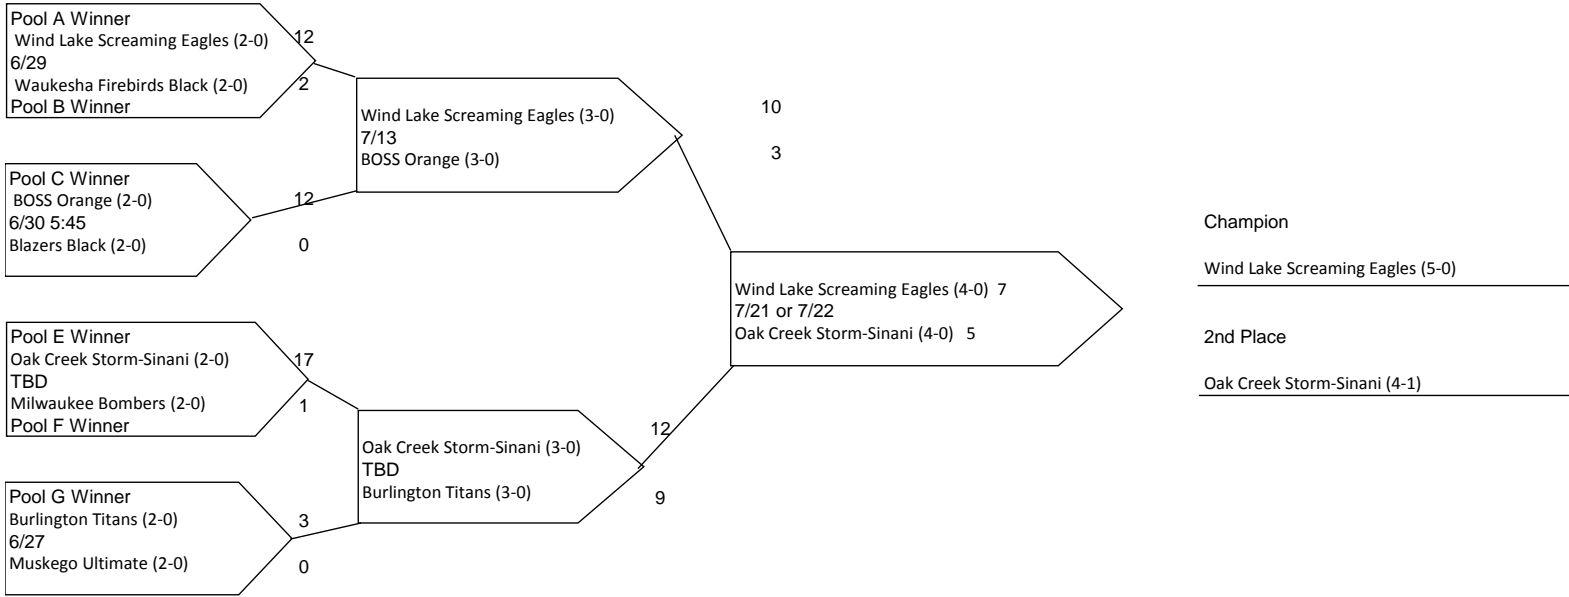 Pool A Winner
Wind Lake Screaming Eagles (2-0)
12
6/29
Waukesha Firebirds Black (2-0)
2
Pool B Winner
Wind Lake Screaming Eagles (3-0)
10
7/13
BOSS Orange (3-0)
3
Pool C Winner
BOSS Orange (2-0)
12
6/30 5:45
Blazers Black (2-0)
0
Champion
Wind Lake Screaming Eagles (5-0)
Wind Lake Screaming Eagles (4-0) 7
7/21 or 7/22
Oak Creek Storm-Sinani (4-0) 5
2nd Place
Oak Creek Storm-Sinani (4-1)
Pool E Winner
Oak Creek Storm-Sinani (2-0)
17
TBD
Milwaukee Bombers (2-0)
1
Pool F Winner
12
Oak Creek Storm-Sinani (3-0)
TBD
Burlington Titans (3-0)
9
Pool G Winner
Burlington Titans (2-0)
3
6/27
Muskego Ultimate (2-0)
0